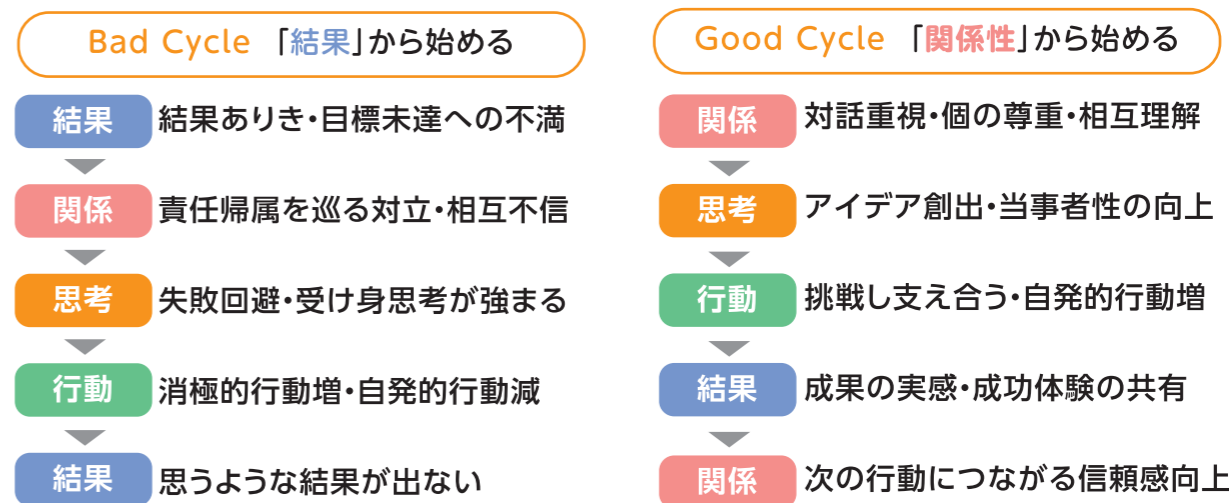 Bad Cycle 「結果」から始める
結果 結果ありき・目標未達への不満
関係 責任帰属を巡る対立・相互不信
思考 失敗回避・受け身思考が強まる
行動 消極的行動増・自発的行動減
結果 思うような結果が出ない
Good Cycle 「関係性」から始める
関係 対話重視・個の尊重・相互理解
思考 アイデア創出・当事者性の向上
行動 挑戦し支え合う・自発的行動増
結果 成果の実感・成功体験の共有
関係 次の行動につながる信頼感向上